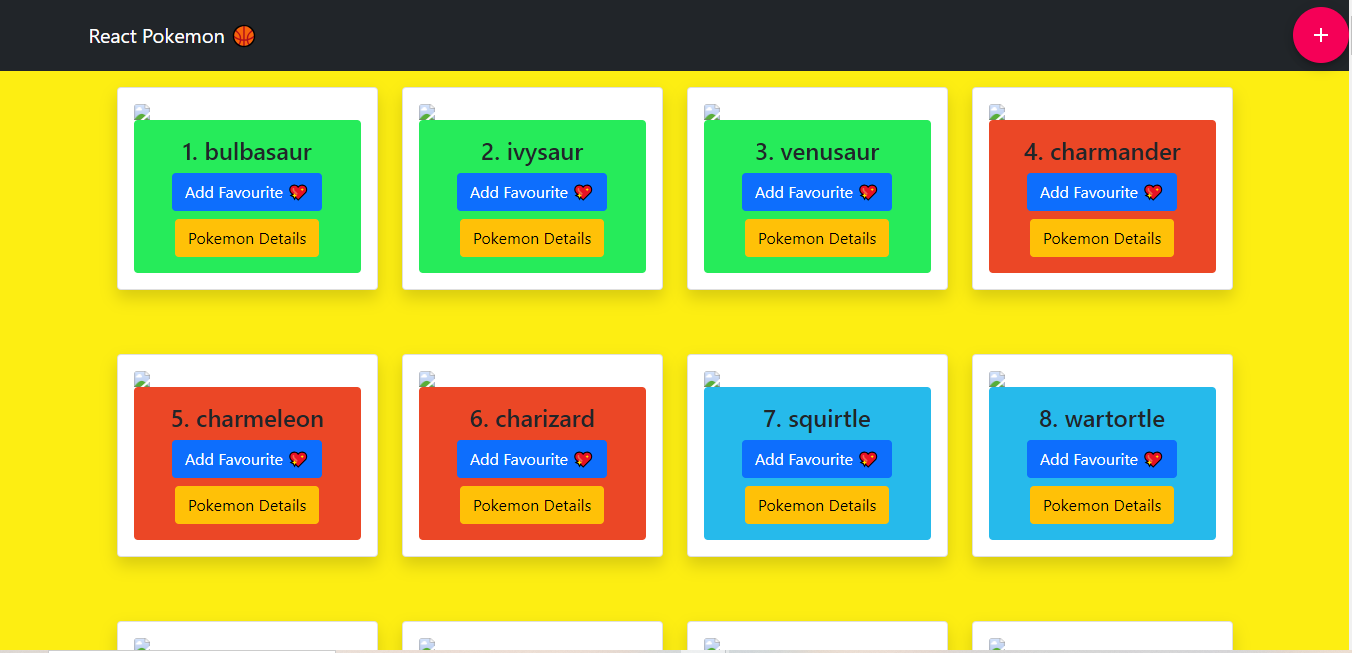 React Pokemon 🏀
+
1. bulbasaur
Add Favourite 💖
Pokemon Details
2. ivysaur
Add Favourite 💖
Pokemon Details
3. venusaur
Add Favourite 💖
Pokemon Details
4. charmander
Add Favourite 💖
Pokemon Details
5. charmeleon
Add Favourite 💖
Pokemon Details
6. charizard
Add Favourite 💖
Pokemon Details
7. squirtle
Add Favourite 💖
Pokemon Details
8. wartortle
Add Favourite 💖
Pokemon Details